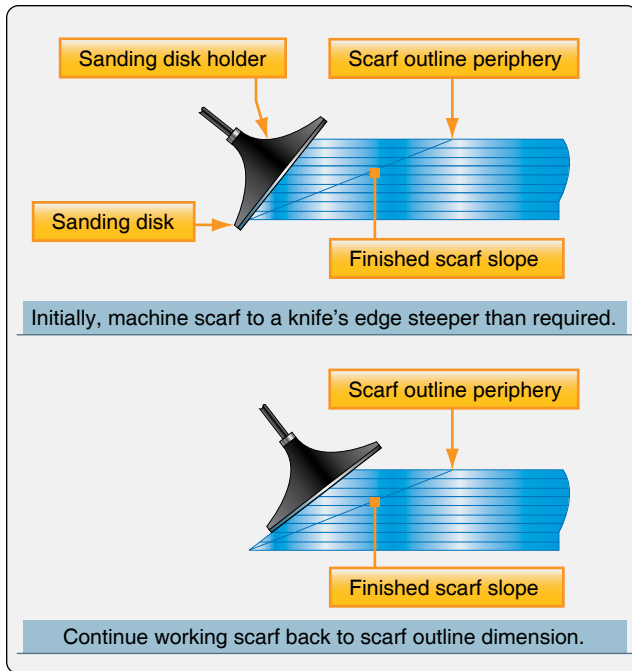 Sanding disk holder
Scarf outline periphery
Sanding disk
Finished scarf slope
Initially, machine scarf to a knife's edge steeper than required.
Scarf outline periphery
Finished scarf slope
Continue working scarf back to scarf outline dimension.